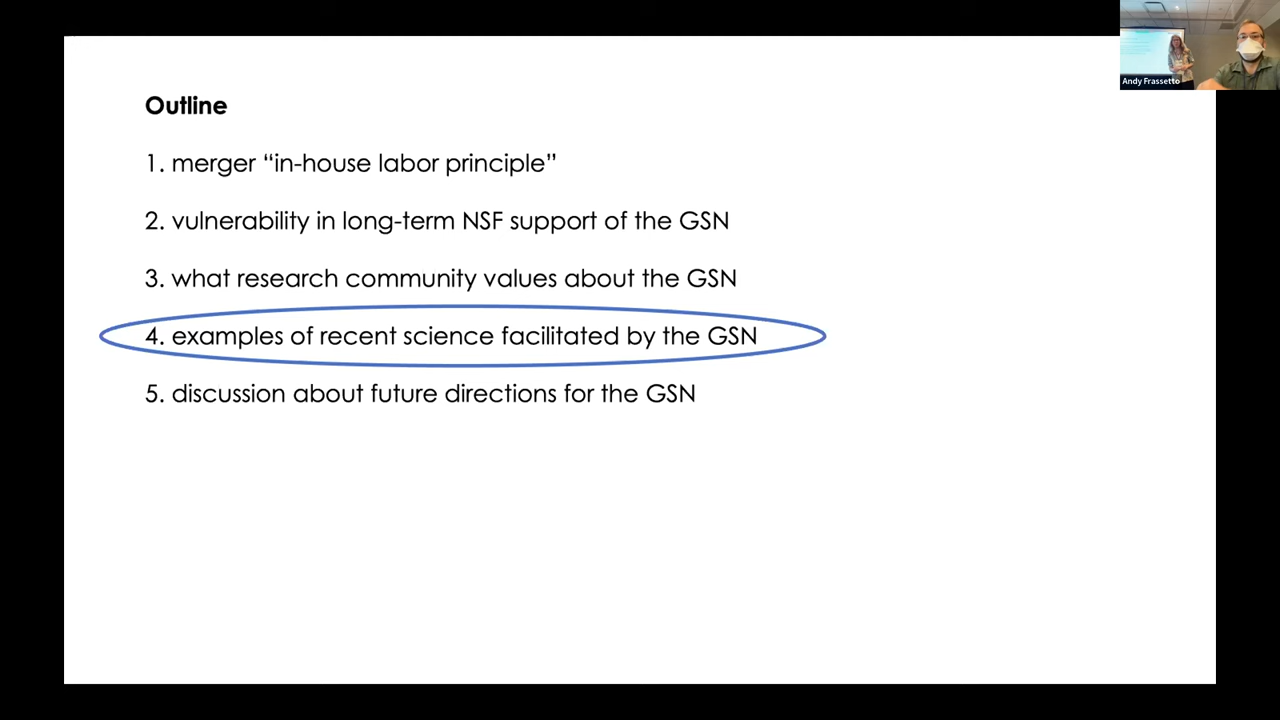 Outline
1. merger “in-house labor principle”
2. vulnerability in long-term NSF support of the GSN
3. what research community values about the GSN
4. examples of recent science facilitated by the GSN
5. discussion about future directions for the GSN
Andy Frassetto